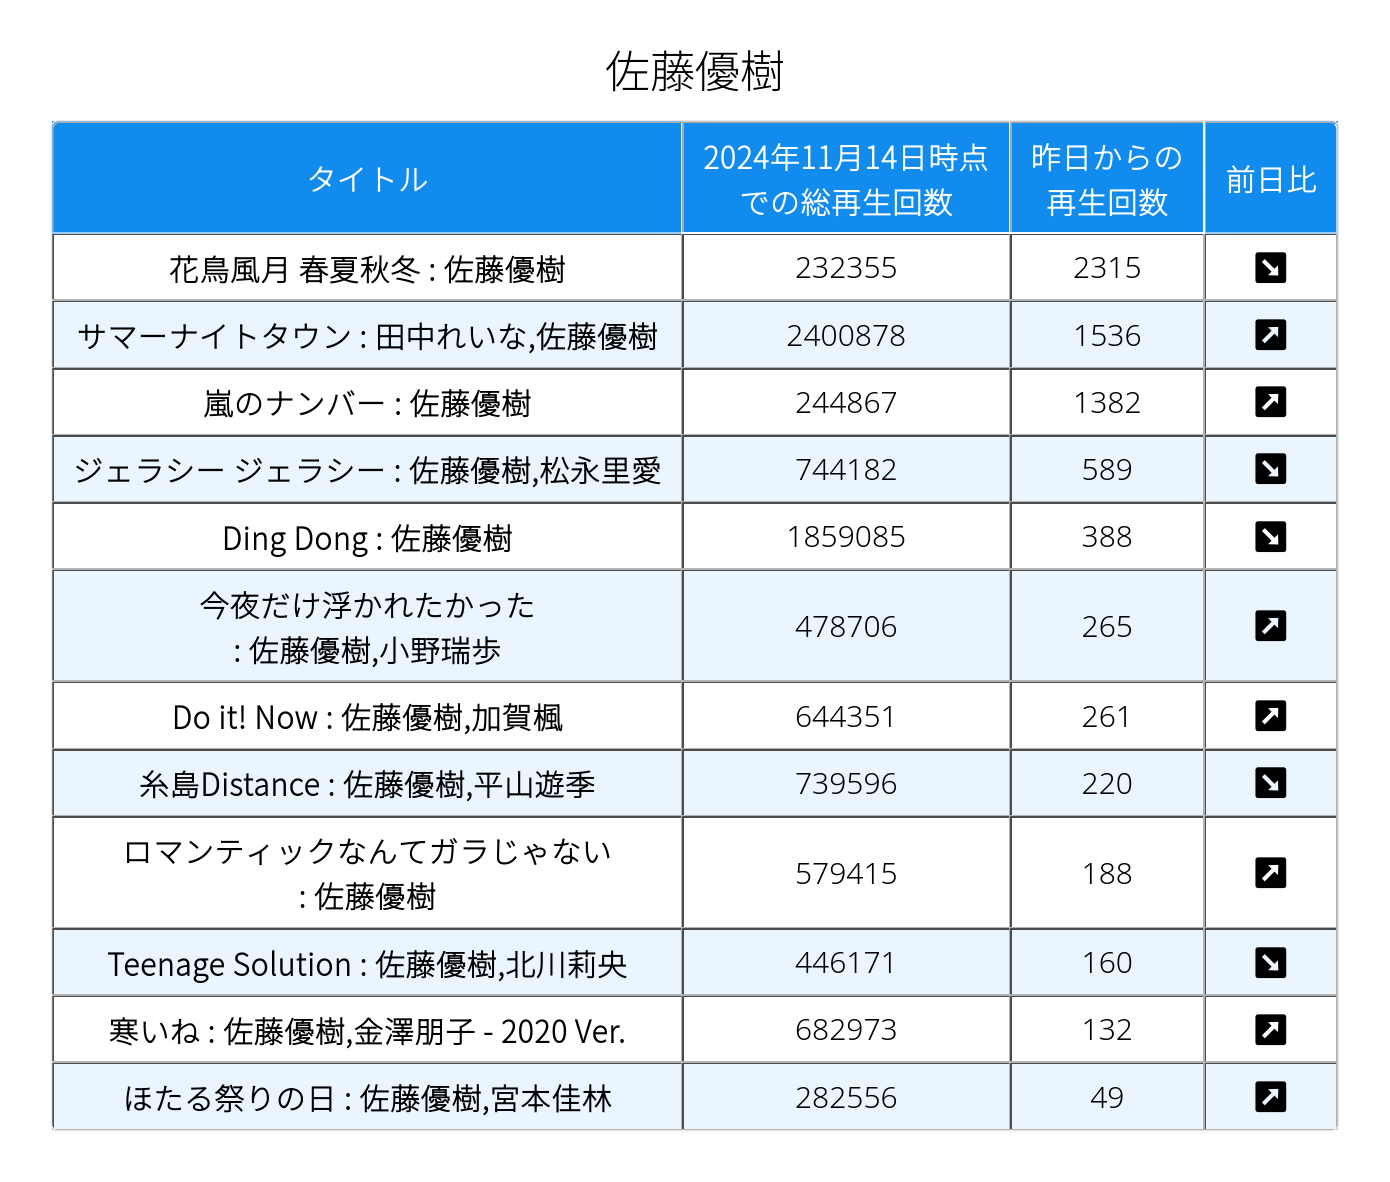 佐藤優樹
タイトル
2024年11月14日時点
での総再生回数
昨日からの
再生回数
前日比
花鳥風月 春夏秋冬 : 佐藤優樹
232355
2315
サマーナイトタウン : 田中れいな,佐藤優樹
2400878
1536
嵐のナンバー : 佐藤優樹
244867
1382
ジェラシー ジェラシー : 佐藤優樹,松永里愛
744182
589
Ding Dong : 佐藤優樹
1859085
388
今夜だけ浮かれたかった
: 佐藤優樹,小野瑞歩
478706
265
Do it! Now : 佐藤優樹,加賀楓
644351
261
糸島Distance : 佐藤優樹,平山遊季
739596
220
ロマンティックなんてガラじゃない
: 佐藤優樹
579415
188
Teenage Solution : 佐藤優樹,北川莉央
446171
160
寒いね : 佐藤優樹,金澤朋子 - 2020 Ver.
682973
132
ほたる祭りの日 : 佐藤優樹,宮本佳林
282556
49